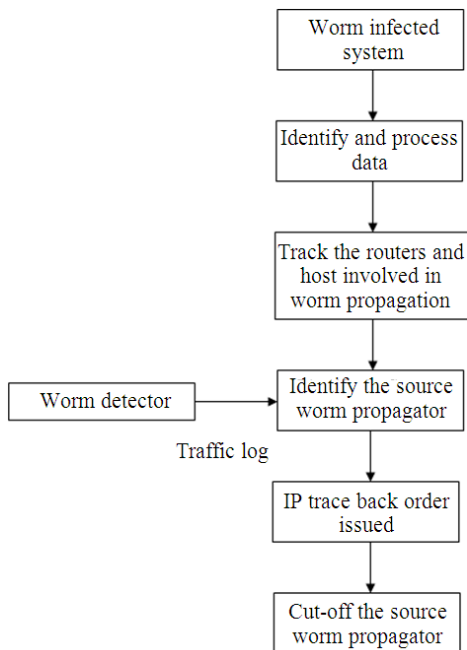 Worm infected
system
Identify and process
data
Track the routers and
host involved in
worm propagation
Identify the source
worm propagator
Worm detector
Traffic log
IP trace back order
issued
Cut-off the source
worm propagator